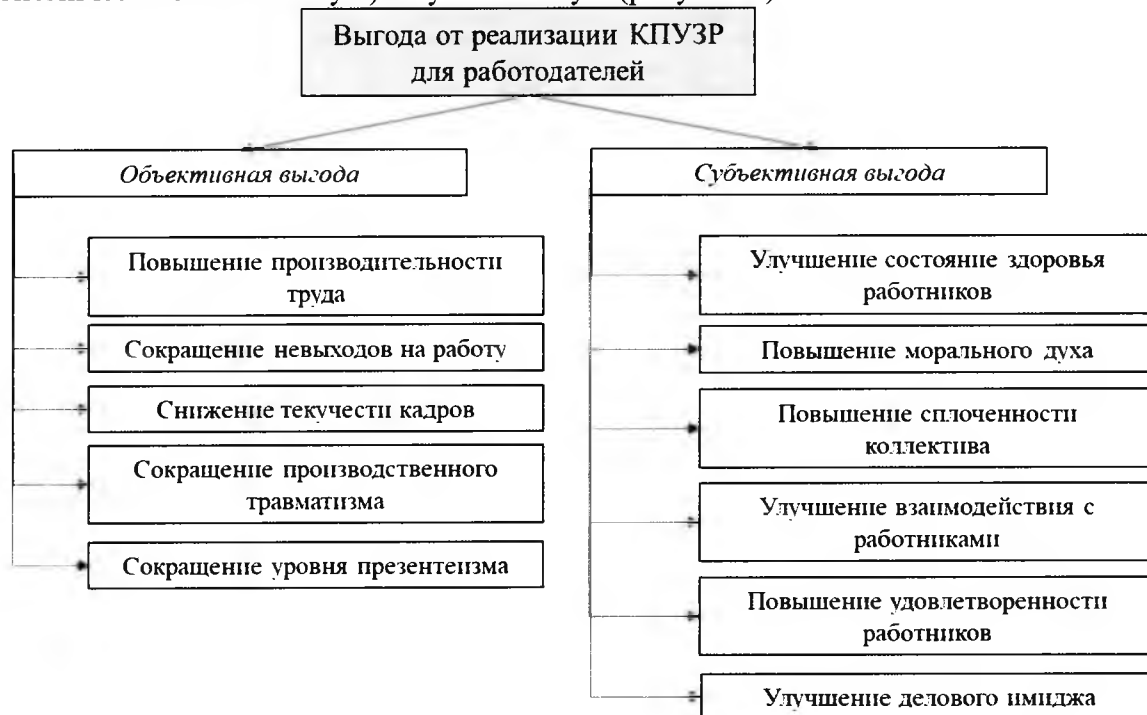 Выгода от реализации КПУЗР
для работодателей
Объективная выгода
Повышение производительности
труда
Сокращение невыходов на работу
Снижение текучести кадров
Сокращение производственного
травматизма
Сокращение уровня презентеизма
Субъективная выгода
Улучшение состояние здоровья
работников
Повышение морального духа
Повышение сплоченности
коллектива
Улучшение взаимодействия с
работниками
Повышение удовлетворенности
работников
Улучшение делового имиджа